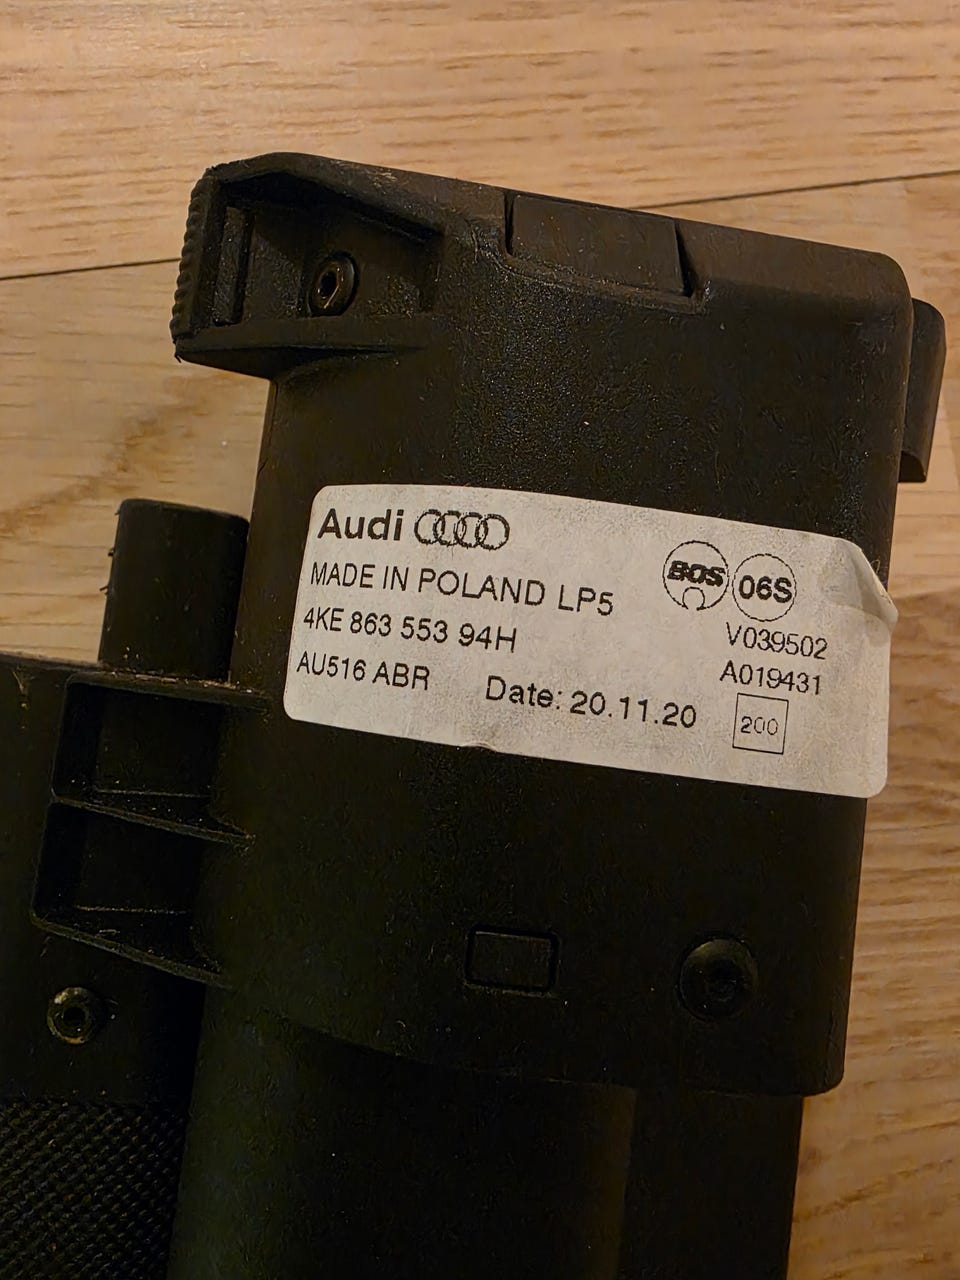 Audi
MADE IN POLAND LP5
4KE 863 553 94H
AU516 ABR
Date: 20.11.20
BOS
06S
V039502
A019431
200